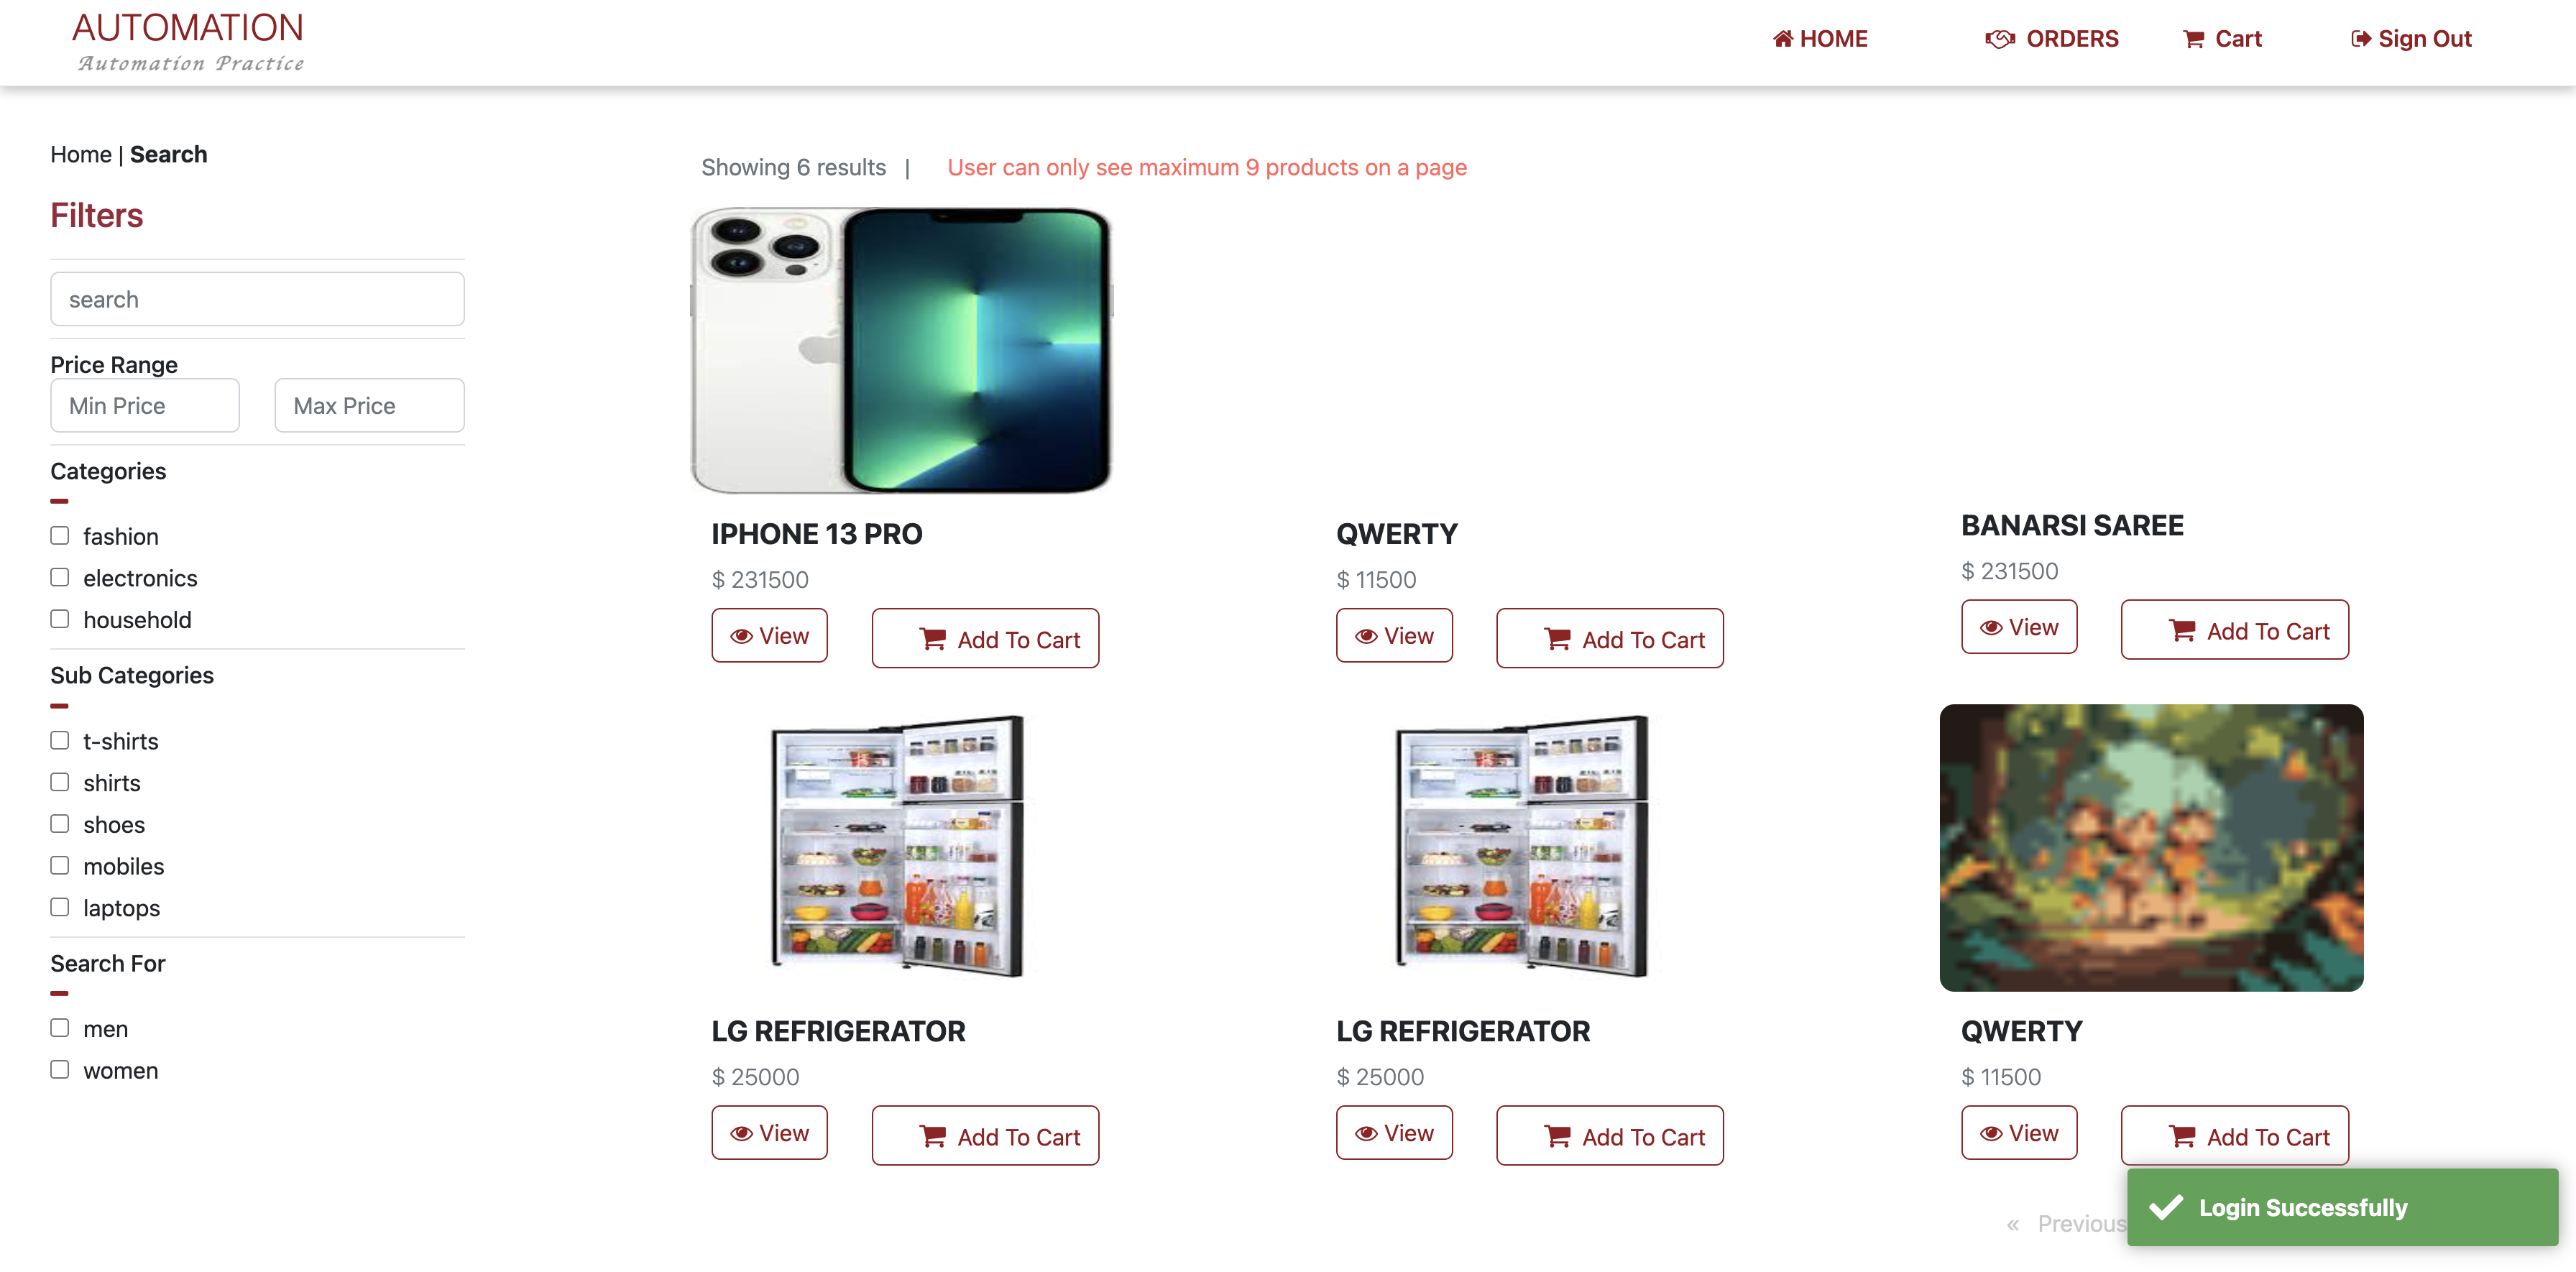 AUTOMATION
Automation Practice
HOME
ORDERS
Cart
Sign Out
Home | Search
Filters
search
Price Range
Min Price
Max Price
Categories
fashion
electronics
household
Sub Categories
t-shirts
shirts
shoes
mobiles
laptops
Search For
men
women
Showing 6 results |
User can only see maximum 9 products on a page
IPHONE 13 PRO
$ 231500
View
Add To Cart
QWERTY
$ 11500
View
Add To Cart
BANARSI SAREE
$ 231500
View
Add To Cart
LG REFRIGERATOR
$ 25000
View
Add To Cart
LG REFRIGERATOR
$ 25000
View
Add To Cart
QWERTY
$ 11500
View
Add To Cart
« Previous
Login Successfully